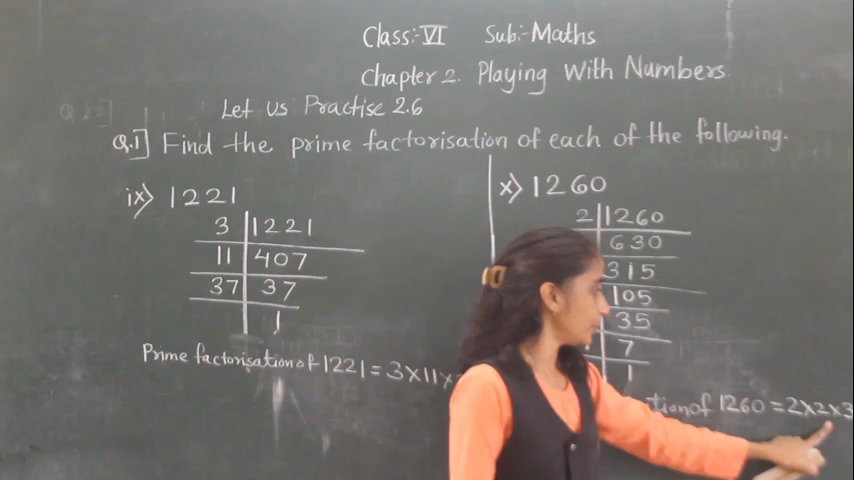 Class:- VI Sub:- Maths
Chapter 2. Playing With Numbers
Let us Practise 2.6
Q.1] Find the prime factorisation of each of the following.
ix) 1221
3 | 1221
11 | 407
37 | 37
1
Prime factorisation of 1221 = 3×11×
x) 1260
2 | 1260
630
315
105
35
7
1
tion of 1260 = 2×2×3